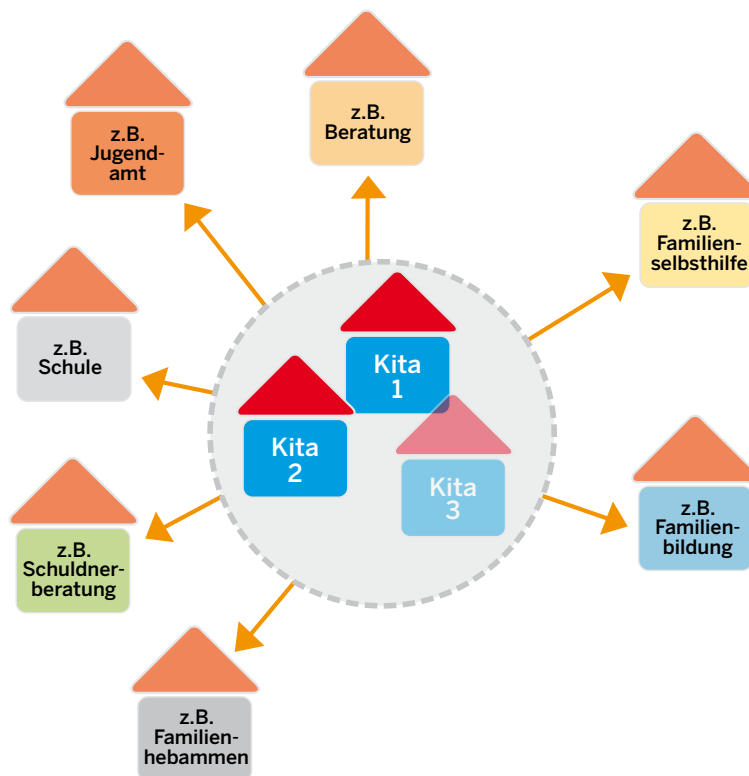 z.B.
Jugend-
amt
z.B.
Beratung
z.B.
Familien-
selbsthilfe
z.B.
Schule
Kita
1
Kita
2
Kita
3
z.B.
Schuldner-
beratung
z.B.
Familien-
bildung
z.B.
Familien-
hebammen